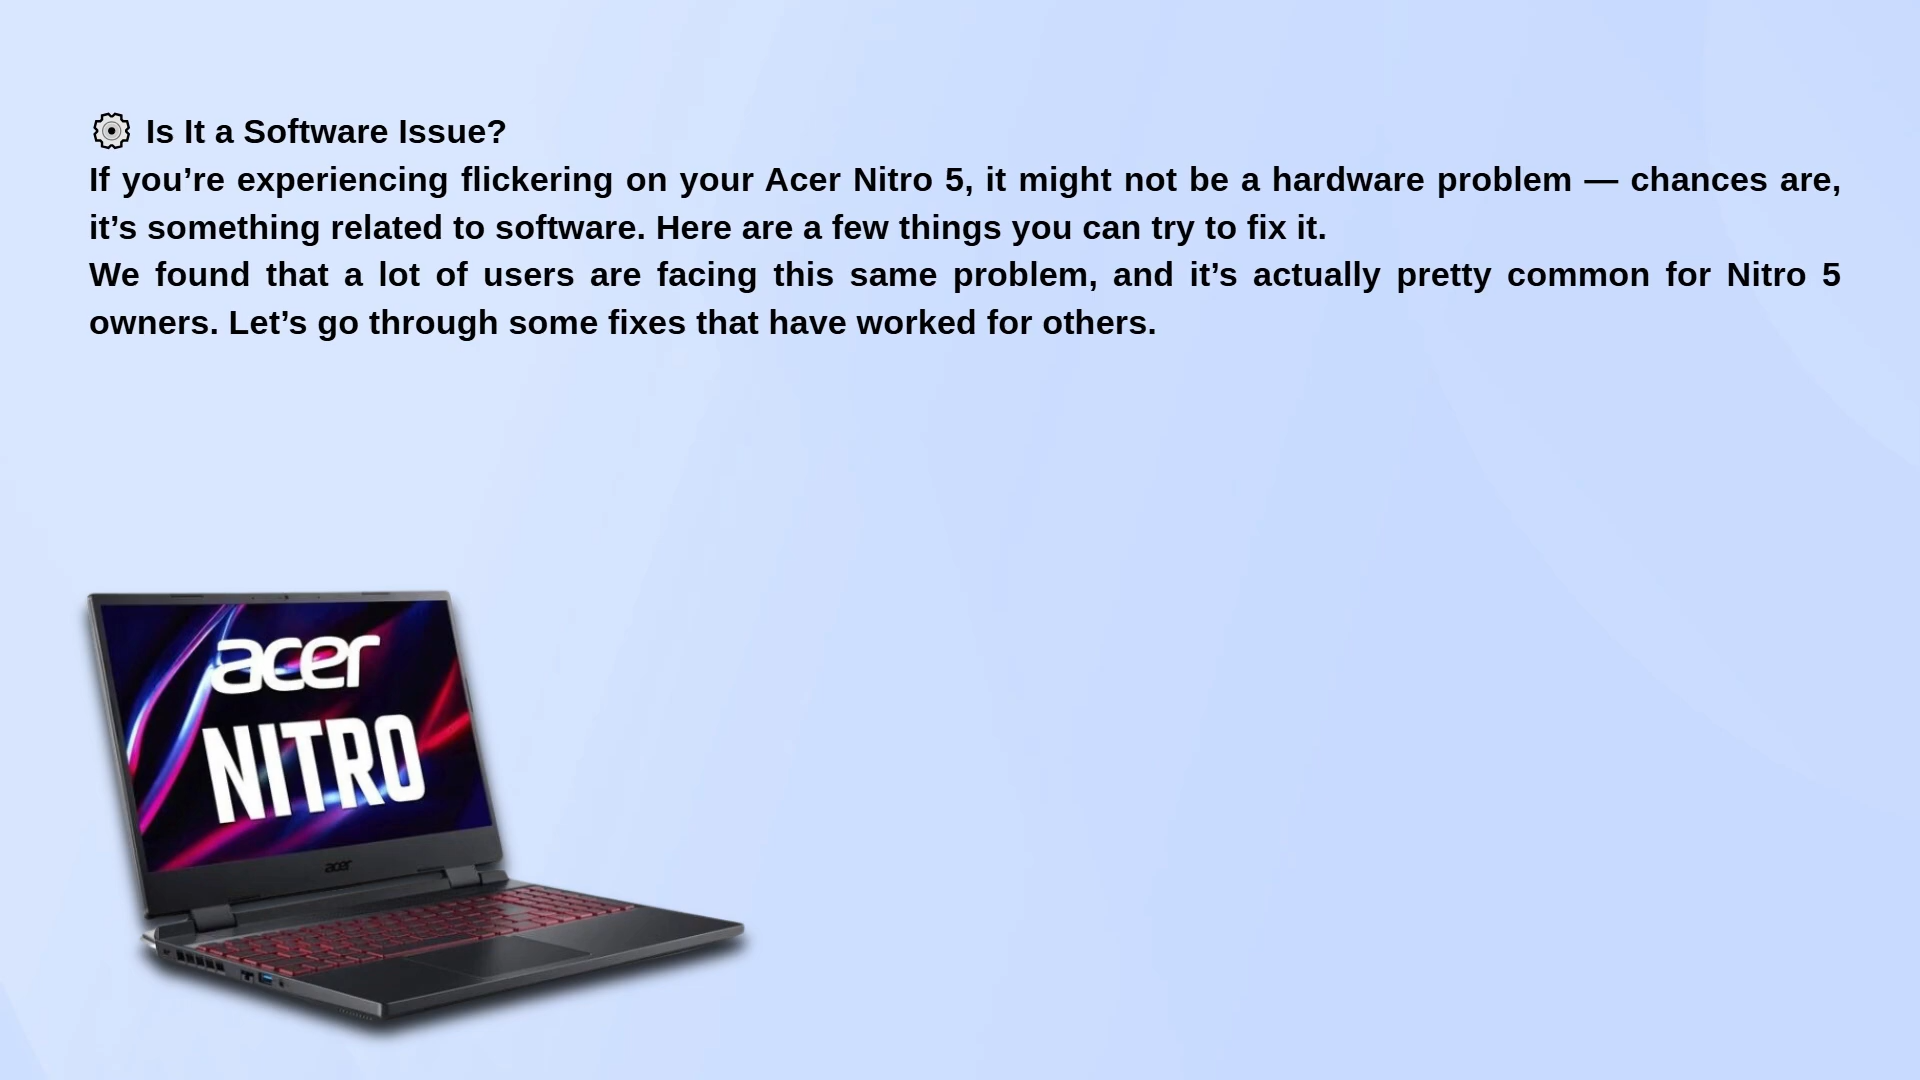 ⚙ Is It a Software Issue?
If you’re experiencing flickering on your Acer Nitro 5, it might not be a hardware problem — chances are,
it’s something related to software. Here are a few things you can try to fix it.
We found that a lot of users are facing this same problem, and it’s actually pretty common for Nitro 5
owners. Let’s go through some fixes that have worked for others.
acer
NITRO
acer